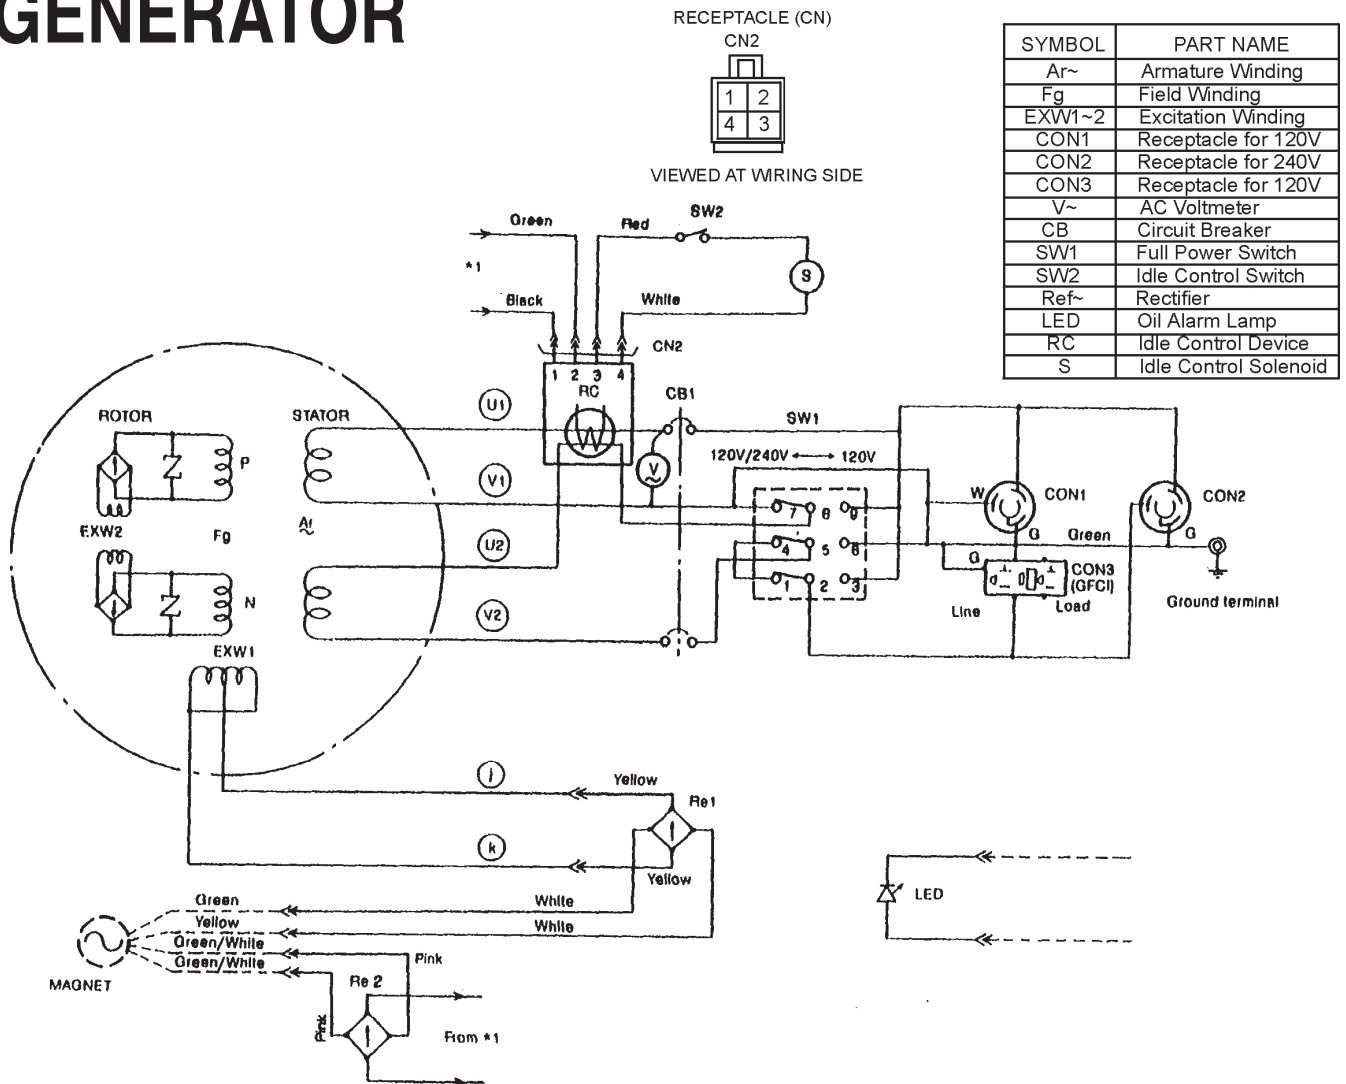 GENERATOR
RECEPTACLE (CN)
CN2
1 2
4 3
VIEWED AT WIRING SIDE
SYMBOL PART NAME
Ar~ Armature Winding
Fg Field Winding
EXW1~2 Excitation Winding
CON1 Receptacle for 120V
CON2 Receptacle for 240V
CON3 Receptacle for 120V
V~ AC Voltmeter
CB Circuit Breaker
SW1 Full Power Switch
SW2 Idle Control Switch
Ref~ Rectifier
LED Oil Alarm Lamp
RC Idle Control Device
S Idle Control Solenoid
Green
Red
SW2
*1
S
Black
White
CN2
1 2 3 4
RC
CB1
U1
ROTOR
STATOR
SW1
120V/240V 120V
P
V
V1
W
CON1
CON2
7 8 9
EXW2
Fg
Ar
~
U2
G
Green
G
4 5 6
G
CON3
(GFCI)
1 2 3
N
V2
Line
Load
Ground terminal
EXW1
j
Yellow
Re1
k
Yellow
LED
Green
White
Yellow
White
Green/White
Green/White
Pink
MAGNET
Re 2
Pink
From *1